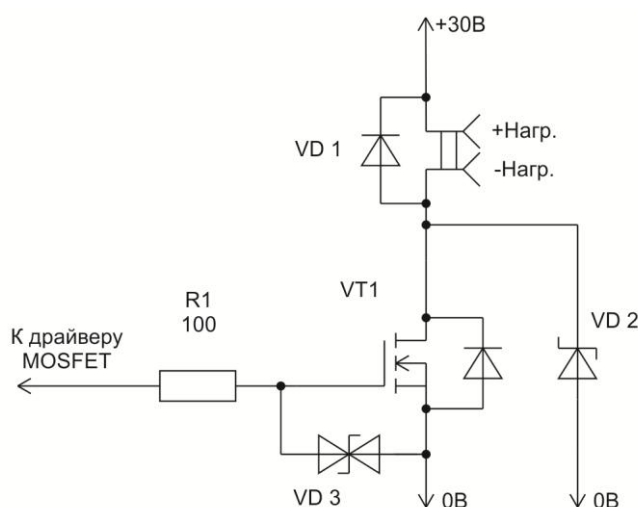 +30В
VD 1
+Нагр.
-Нагр.
R1
100
VT1
VD 2
К драйверу
MOSFET
VD 3
0В
0В